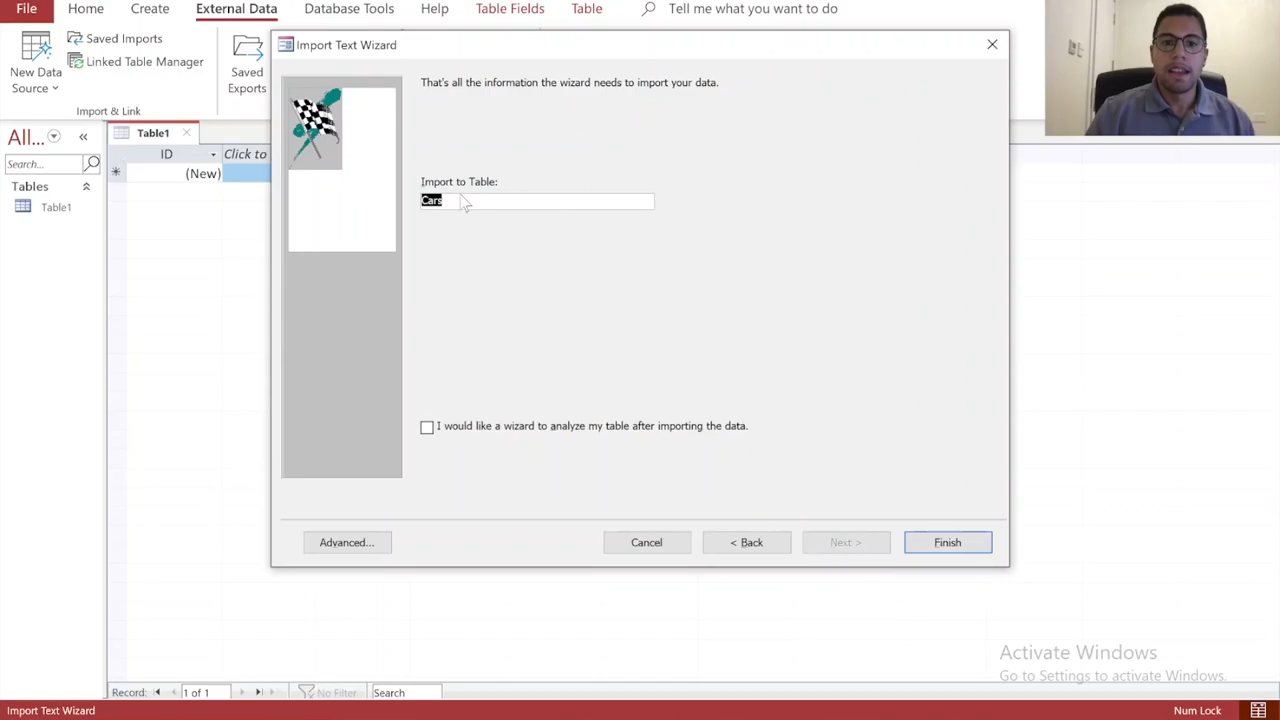 File Home Create External Data Database Tools Help Table Fields Table Tell me what you want to do
New Data Source
Saved Imports
Linked Table Manager
Saved Exports
Import & Link
Import Text Wizard
That's all the information the wizard needs to import your data.
Import to Table:
Cars
I would like a wizard to analyze my table after importing the data.
Advanced... Cancel < Back Next > Finish
All... «
Search...
Tables
Table1
Table1
ID Click to
(New)
Record: 1 of 1 No Filter Search
Activate Windows
Go to Settings to activate Windows.
Import Text Wizard Num Lock